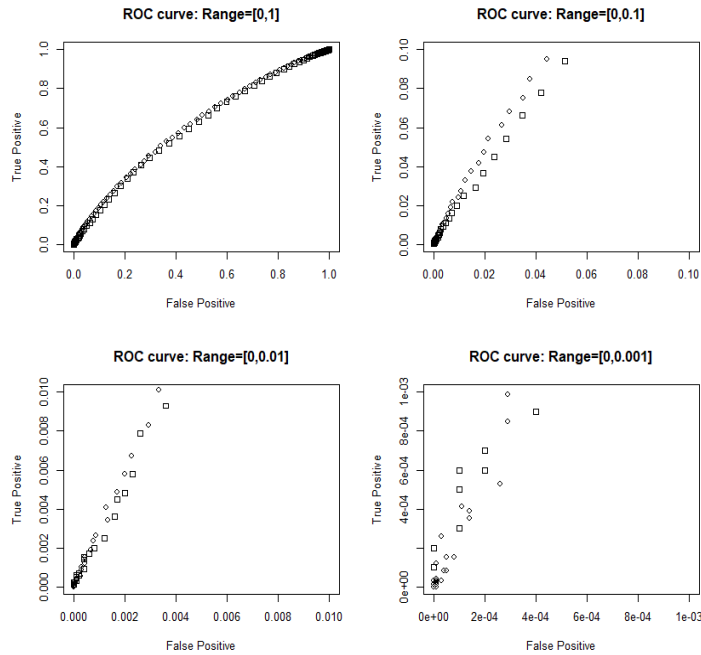 ROC curve: Range=[0,1]
1.0
0.8
0.6
0.4
0.2
0.0
True Positive
0.0 0.2 0.4 0.6 0.8 1.0
False Positive
ROC curve: Range=[0,0.1]
0.10
0.08
0.06
0.04
0.02
0.00
True Positive
0.00 0.02 0.04 0.06 0.08 0.10
False Positive
ROC curve: Range=[0,0.01]
0.010
0.008
0.006
0.004
0.002
0.000
True Positive
0.000 0.002 0.004 0.006 0.008 0.010
False Positive
ROC curve: Range=[0,0.001]
1e-03
8e-04
4e-04
0e+00
True Positive
0e+00 2e-04 4e-04 6e-04 8e-04 1e-03
False Positive